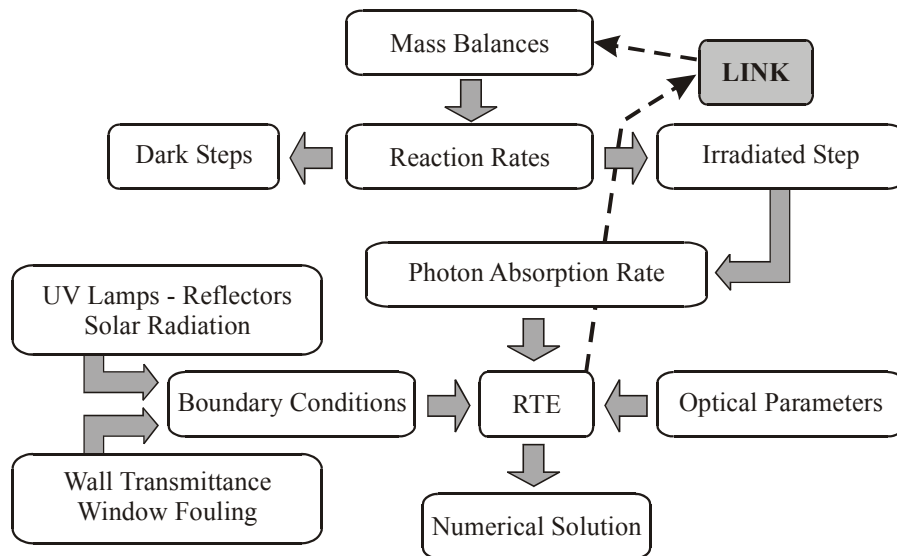 Mass Balances
LINK
Dark Steps
Reaction Rates
Irradiated Step
Photon Absorption Rate
UV Lamps - Reflectors
Solar Radiation
Boundary Conditions
RTE
Optical Parameters
Wall Transmittance
Window Fouling
Numerical Solution